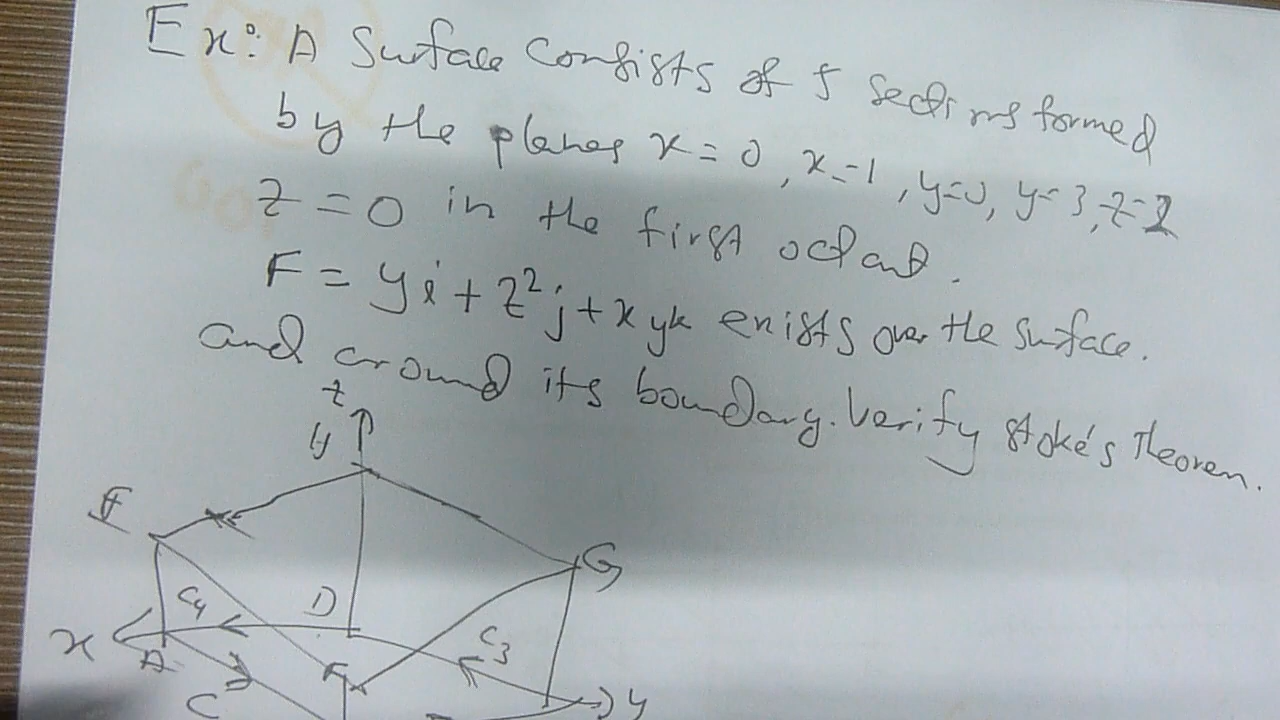 Ex: A Surface Consists of 5 Sections formed
by the planes x = 0, x = 1, y = 0, y = 3, z = 2
z = 0 in the first octant.
F = yi + z²j + xyk exists over the surface.
and around its boundary. Verify stoke's Theorem.
z
H
E
G
C4
D
x
A
C3
F
y
C